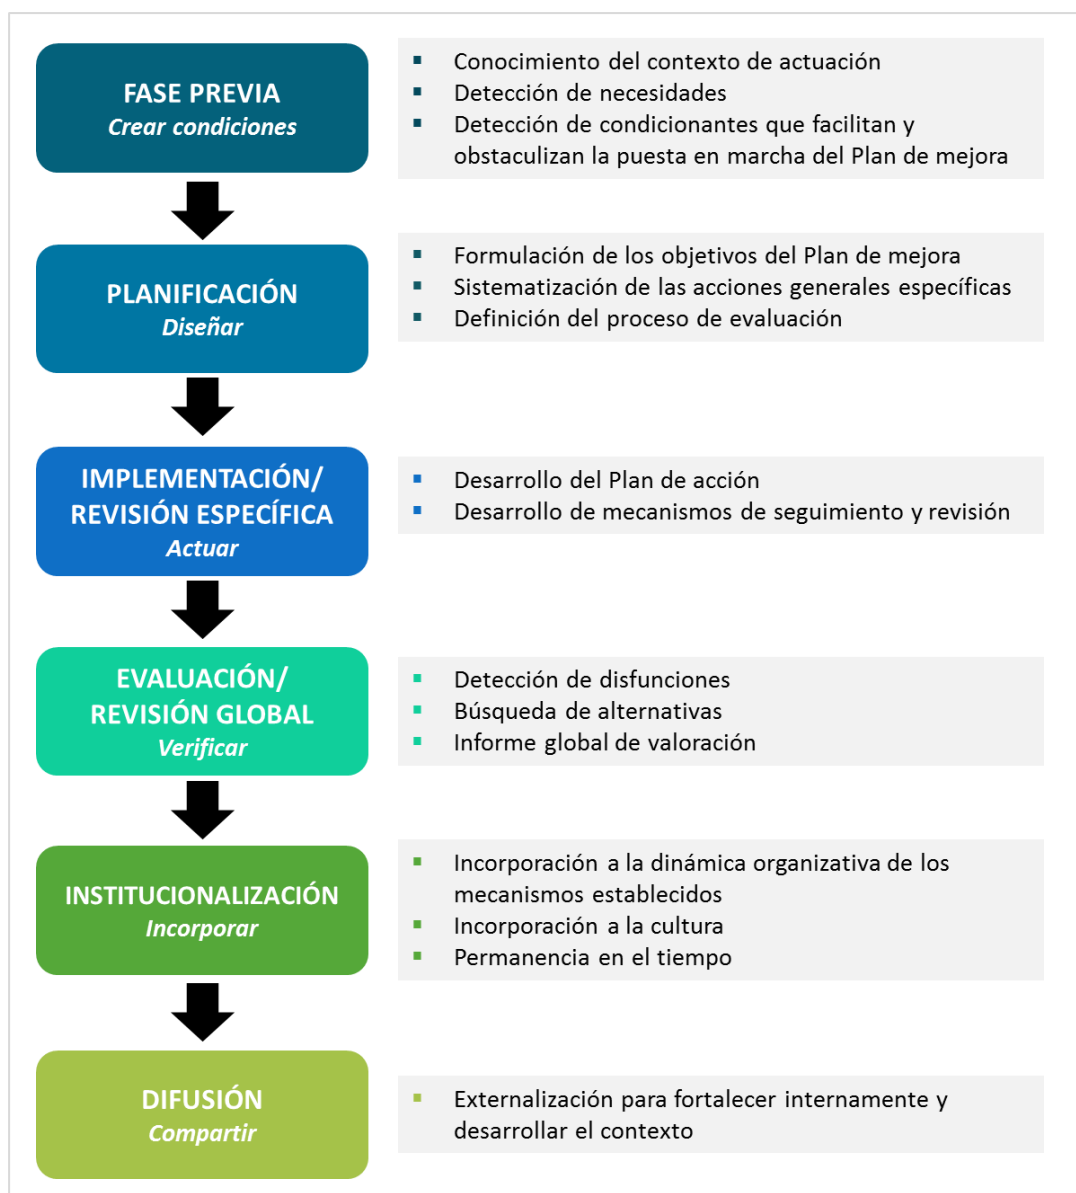 FASE PREVIA
Crear condiciones
Conocimiento del contexto de actuación
Detección de necesidades
Detección de condicionantes que facilitan y
obstaculizan la puesta en marcha del Plan de mejora
PLANIFICACIÓN
Diseñar
Formulación de los objetivos del Plan de mejora
Sistematización de las acciones generales específicas
Definición del proceso de evaluación
IMPLEMENTACIÓN/
REVISIÓN ESPECÍFICA
Actuar
Desarrollo del Plan de acción
Desarrollo de mecanismos de seguimiento y revisión
EVALUACIÓN/
REVISIÓN GLOBAL
Verificar
Detección de disfunciones
Búsqueda de alternativas
Informe global de valoración
INSTITUCIONALIZACIÓN
Incorporar
Incorporación a la dinámica organizativa de los
mecanismos establecidos
Incorporación a la cultura
Permanencia en el tiempo
DIFUSIÓN
Compartir
Externalización para fortalecer internamente y
desarrollar el contexto